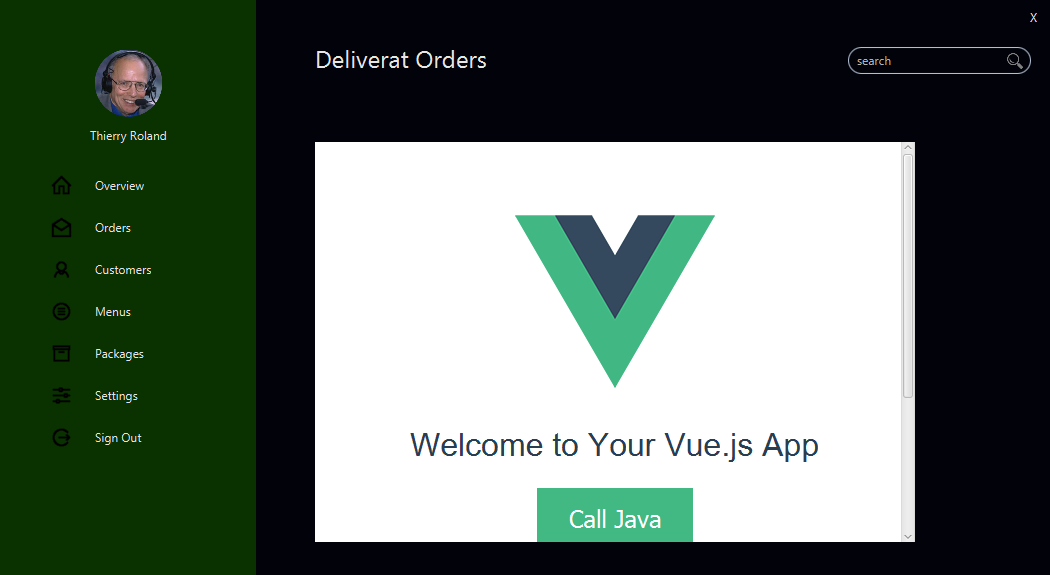 X
Deliverat Orders
search
Thierry Roland
Overview
Orders
Customers
Menus
Packages
Settings
Sign Out
Welcome to Your Vue.js App
Call Java